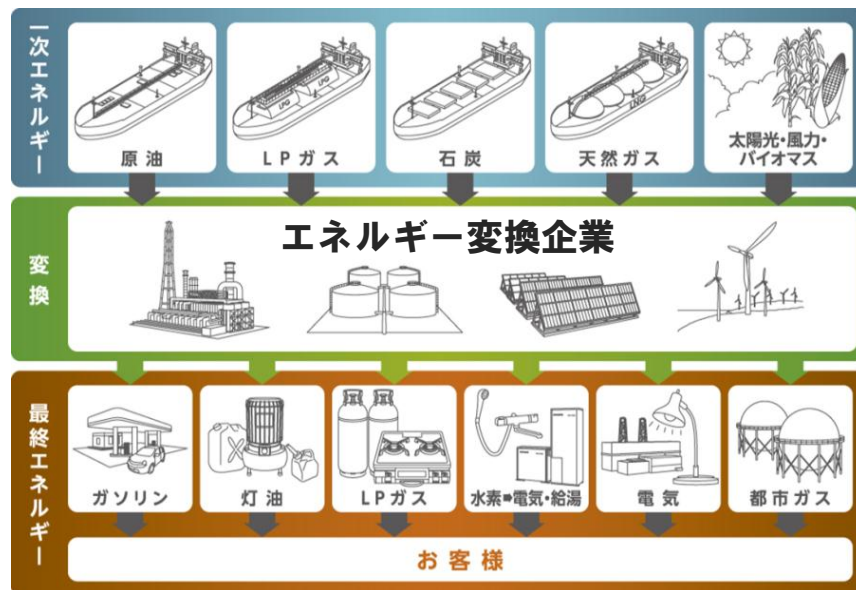 一次エネルギー
原油
LPガス
LPG
石炭
天然ガス
LNG
太陽光・風力・
バイオマス
変換
エネルギー変換企業
最終エネルギー
ガソリン
灯油
LPガス
水素➡電気・給湯
電気
都市ガス
お客様